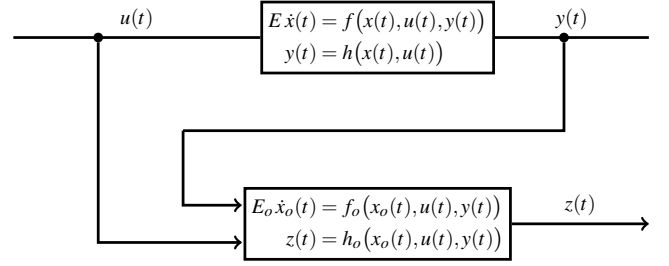 u(t)
E ẋ(t) = f(x(t), u(t), y(t))
y(t) = h(x(t), u(t))
y(t)
E_o ẋ_o(t) = f_o(x_o(t), u(t), y(t))
z(t) = h_o(x_o(t), u(t), y(t))
z(t)